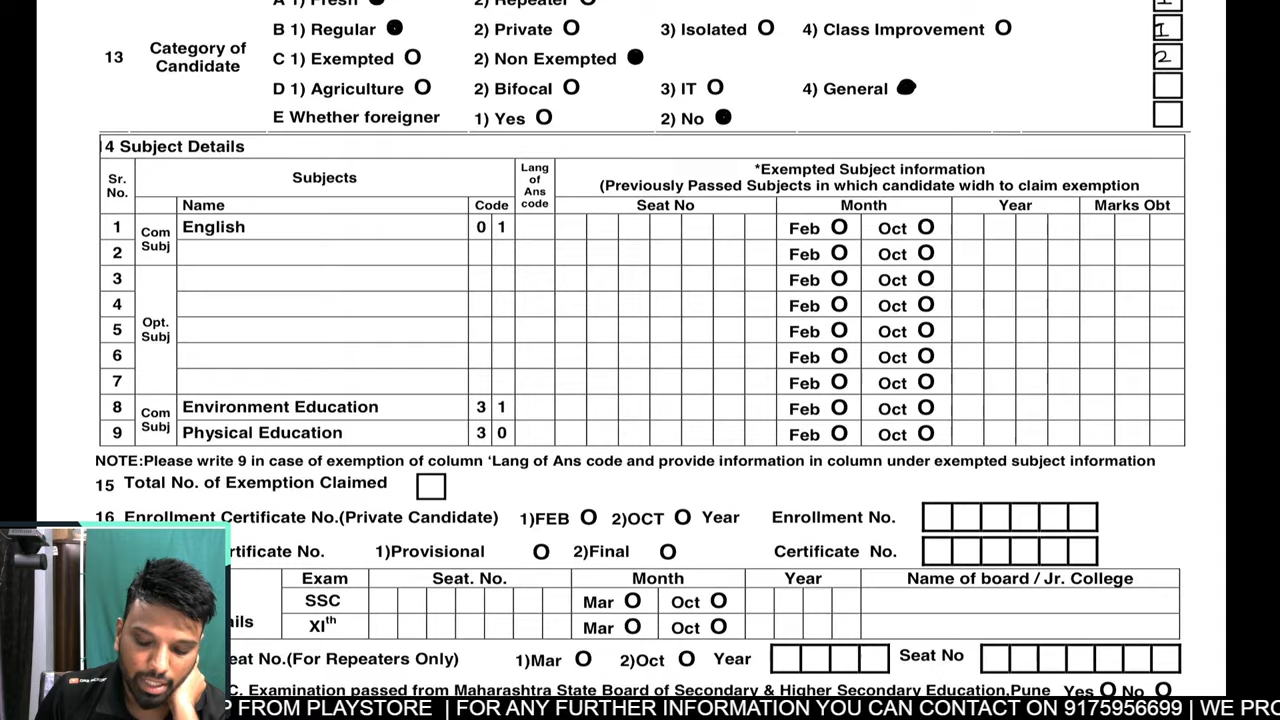 A 1) Fresh 2) Repeater
13 Category of Candidate B 1) Regular 2) Private 3) Isolated 4) Class Improvement I
C 1) Exempted 2) Non Exempted 2
D 1) Agriculture 2) Bifocal 3) IT 4) General
E Whether foreigner 1) Yes 2) No
14 Subject Details
Sr. No. Subjects Lang of Ans code *Exempted Subject information
(Previously Passed Subjects in which candidate widh to claim exemption
Name Code Seat No Month Year Marks Obt
1 Com Subj English 0 1 Feb Oct
2 Feb Oct
3 Feb Oct
4 Feb Oct
5 Opt. Subj Feb Oct
6 Feb Oct
7 Feb Oct
8 Com Subj Environment Education 3 1 Feb Oct
9 Physical Education 3 0 Feb Oct
NOTE:Please write 9 in case of exemption of column ‘Lang of Ans code and provide information in column under exempted subject information
15 Total No. of Exemption Claimed
16 Enrollment Certificate No.(Private Candidate) 1)FEB 2)OCT Year Enrollment No.
No. 1)Provisional 2)Final Certificate No.
Exam Seat. No. Month Year Name of board / Jr. College
SSC Mar Oct
XIth Mar Oct
No.(For Repeaters Only) 1)Mar 2)Oct Year Seat No
Examination passed from Maharashtra State Board of Secondary & Higher Secondary Education,Pune Yes No
FROM PLAYSTORE | FOR ANY FURTHER INFORMATION YOU CAN CONTACT ON 9175956699 | WE